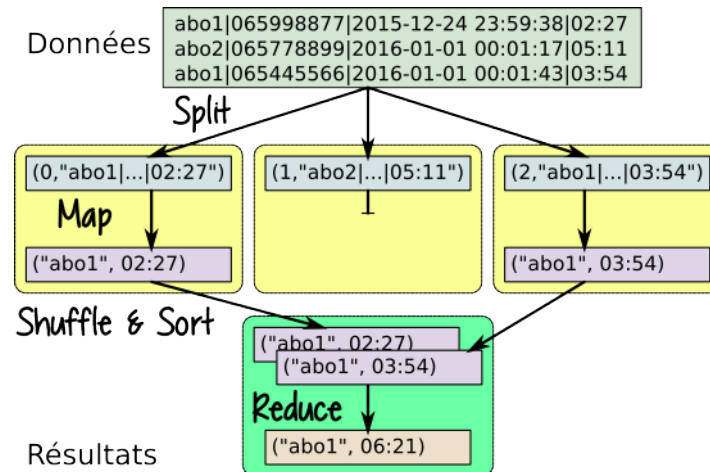 Données
abo1|065998877|2015-12-24 23:59:38|02:27
abo2|065778899|2016-01-01 00:01:17|05:11
abo1|065445566|2016-01-01 00:01:43|03:54
Split
(0,"abo1|...|02:27")
(1,"abo2|...|05:11")
(2,"abo1|...|03:54")
Map
("abo1", 02:27)
("abo1", 03:54)
Shuffle & Sort
("abo1", 02:27)
("abo1", 03:54)
Reduce
("abo1", 06:21)
Résultats